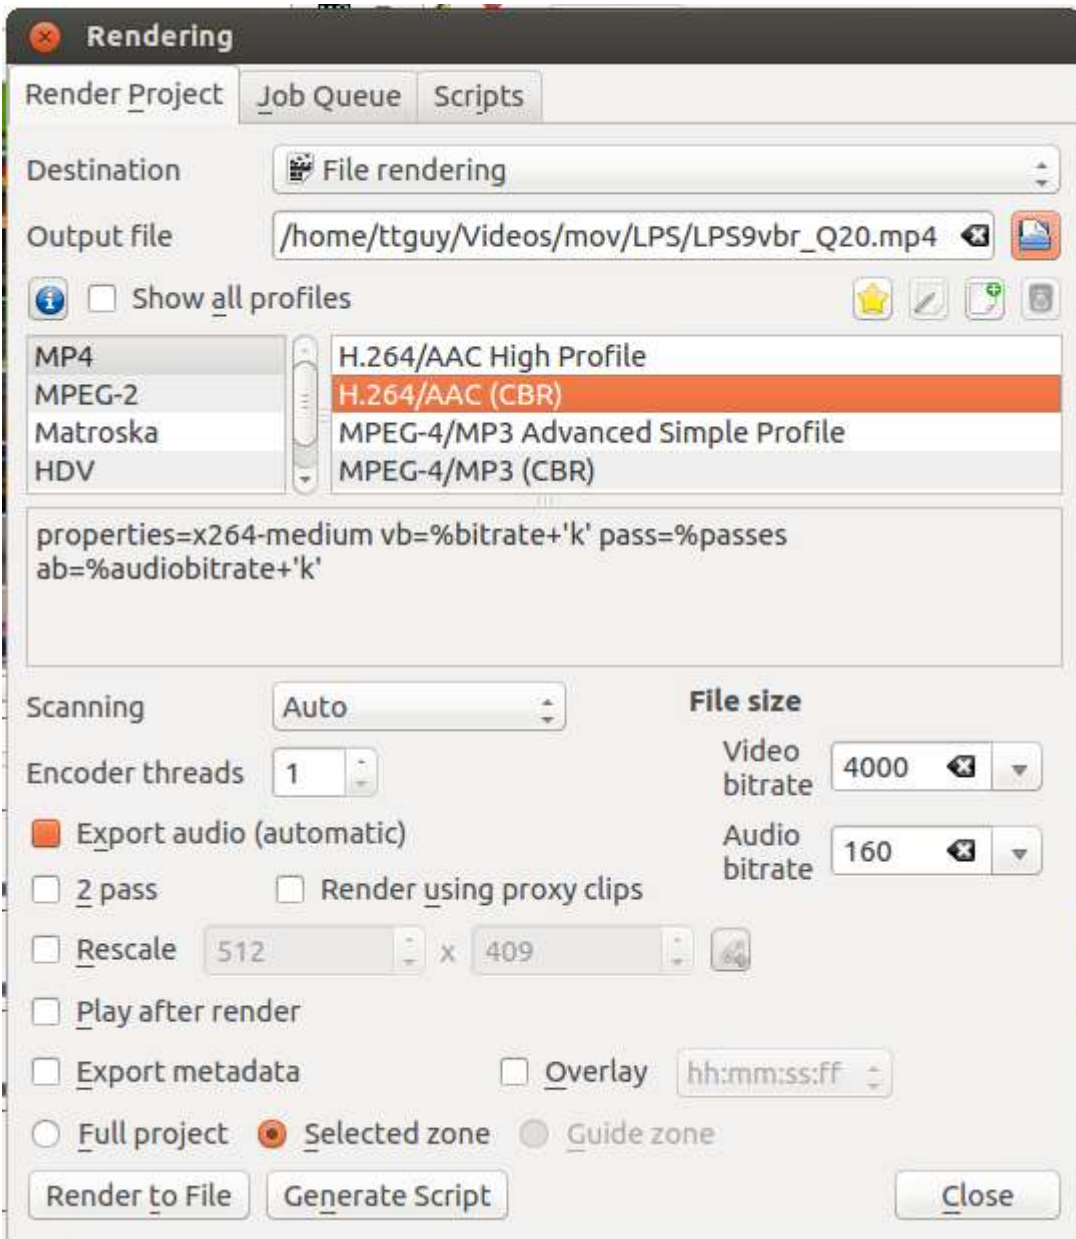 Rendering
Render Project Job Queue Scripts
Destination File rendering
Output file /home/ttguy/Videos/mov/LPS/LPS9vbr_Q20.mp4
Show all profiles
MP4 H.264/AAC High Profile
MPEG-2 H.264/AAC (CBR)
Matroska MPEG-4/MP3 Advanced Simple Profile
HDV MPEG-4/MP3 (CBR)
properties=x264-medium vb=%bitrate+'k' pass=%passes
ab=%audiobitrate+'k'
Scanning Auto File size
Encoder threads 1 Video bitrate 4000
Export audio (automatic) Audio bitrate 160
2 pass Render using proxy clips
Rescale 512 x 409
Play after render
Export metadata Overlay hh:mm:ss:ff
Full project Selected zone Guide zone
Render to File Generate Script Close